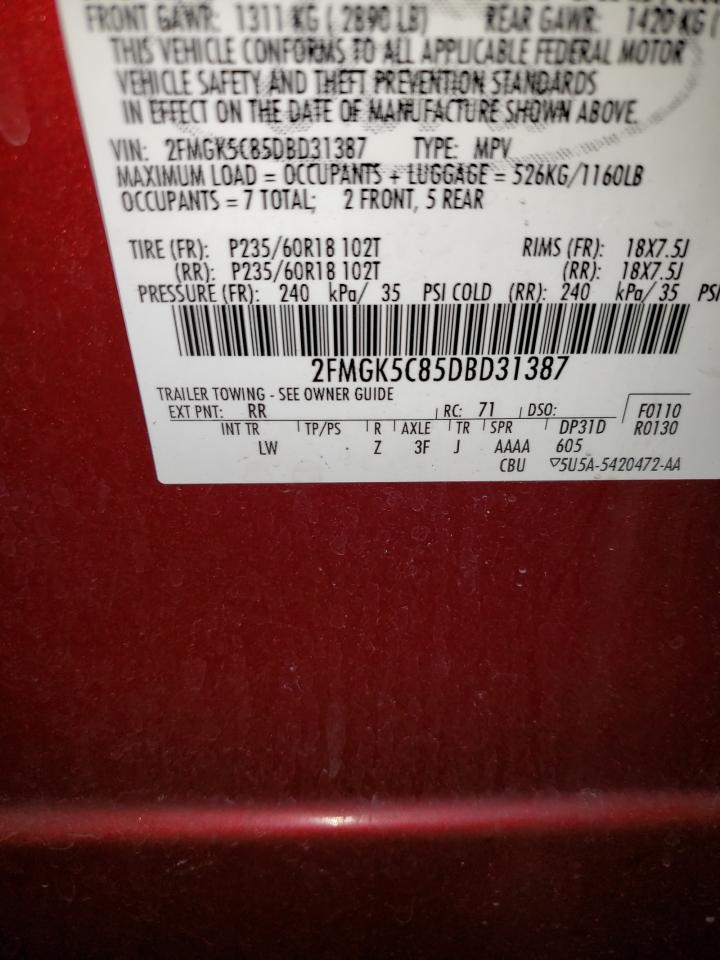 FRONT GAWR: 1311 KG ( 2890 LB) REAR GAWR: 1420 KG (
THIS VEHICLE CONFORMS TO ALL APPLICABLE FEDERAL MOTOR
VEHICLE SAFETY AND THEFT PREVENTION STANDARDS
IN EFFECT ON THE DATE OF MANUFACTURE SHOWN ABOVE.
VIN: 2FMGK5C85DBD31387 TYPE: MPV
MAXIMUM LOAD = OCCUPANTS + LUGGAGE = 526KG/1160LB
OCCUPANTS = 7 TOTAL; 2 FRONT, 5 REAR
TIRE (FR): P235/60R18 102T RIMS (FR): 18X7.5J
(RR): P235/60R18 102T (RR): 18X7.5J
PRESSURE (FR): 240 kPa/ 35 PSI COLD (RR): 240 kPa/ 35 PSI
2FMGK5C85DBD31387
TRAILER TOWING - SEE OWNER GUIDE
EXT PNT: RR RC: 71 DSO: F0110
INT TR TP/PS R AXLE TR SPR DP31D R0130
LW Z 3F J AAAA 605
CBU ▽5U5A-5420472-AA